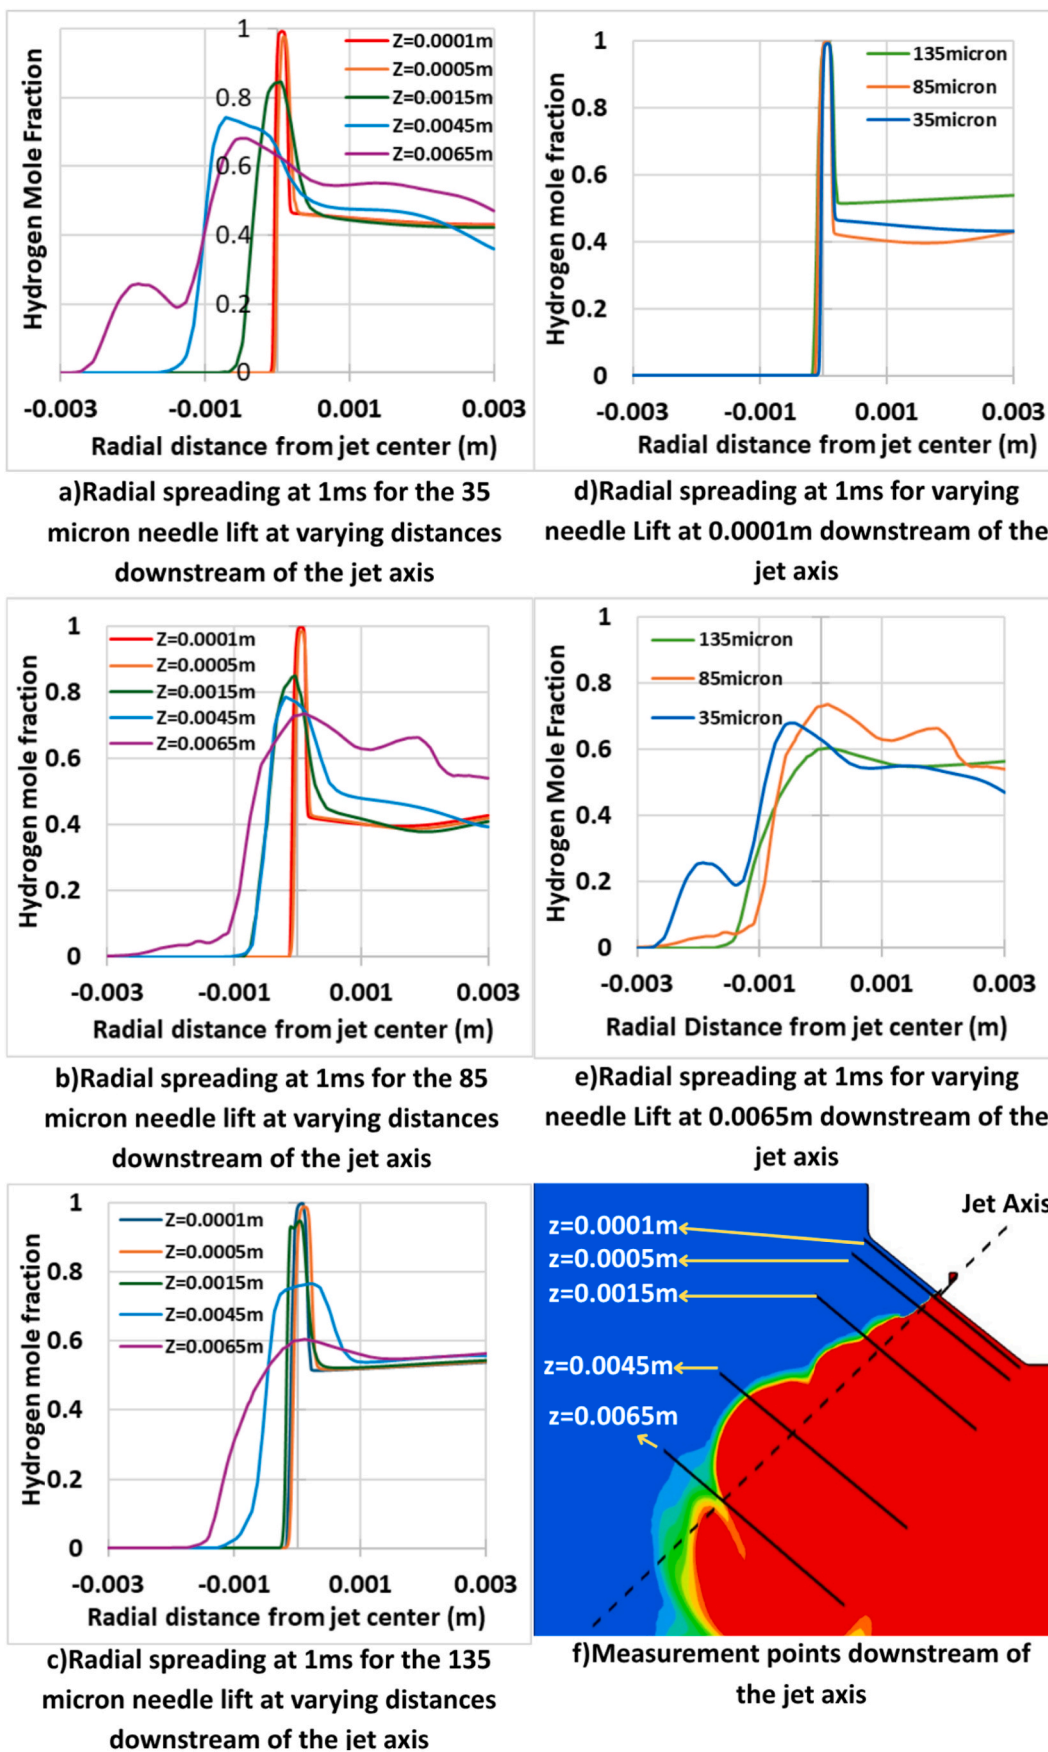 Hydrogen Mole Fraction
1
0.8
0.6
0.4
0.2
0
Z=0.0001m
Z=0.0005m
Z=0.0015m
Z=0.0045m
Z=0.0065m
-0.003
-0.001
0.001
0.003
Radial distance from jet center (m)
a)Radial spreading at 1ms for the 35
micron needle lift at varying distances
downstream of the jet axis
Hydrogen mole fraction
1
0.8
0.6
0.4
0.2
0
135micron
85micron
35micron
-0.003
-0.001
0.001
0.003
Radial distance from jet center (m)
d)Radial spreading at 1ms for varying
needle Lift at 0.0001m downstream of the
jet axis
Hydrogen mole fraction
1
0.8
0.6
0.4
0.2
0
Z=0.0001m
Z=0.0005m
Z=0.0015m
Z=0.0045m
Z=0.0065m
-0.003
-0.001
0.001
0.003
Radial distance from jet center (m)
b)Radial spreading at 1ms for the 85
micron needle lift at varying distances
downstream of the jet axis
Hydrogen Mole Fraction
1
0.8
0.6
0.4
0.2
0
135micron
85micron
35micron
-0.003
-0.001
0.001
0.003
Radial Distance from jet center (m)
e)Radial spreading at 1ms for varying
needle Lift at 0.0065m downstream of the
jet axis
Hydrogen mole fraction
1
0.8
0.6
0.4
0.2
0
Z=0.0001m
Z=0.0005m
Z=0.0015m
Z=0.0045m
Z=0.0065m
-0.003
-0.001
0.001
0.003
Radial distance from jet center (m)
c)Radial spreading at 1ms for the 135
micron needle lift at varying distances
downstream of the jet axis
Jet Axis
z=0.0001m
z=0.0005m
z=0.0015m
z=0.0045m
z=0.0065m
f)Measurement points downstream of
the jet axis